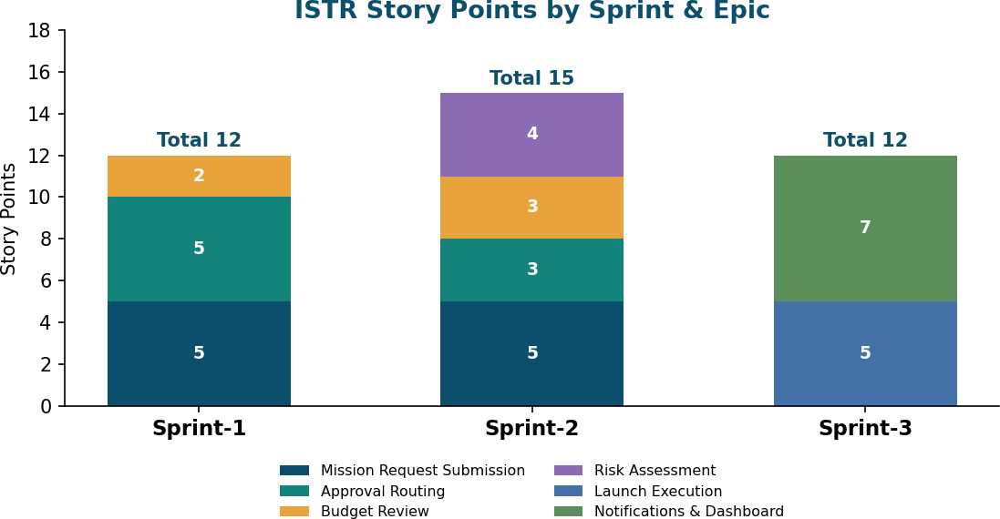 ISTR Story Points by Sprint & Epic
Story Points
18
16
14
12
10
8
6
4
2
0
Total 12
2
5
5
Total 15
4
3
3
5
Total 12
7
5
Sprint-1
Sprint-2
Sprint-3
Mission Request Submission
Approval Routing
Budget Review
Risk Assessment
Launch Execution
Notifications & Dashboard